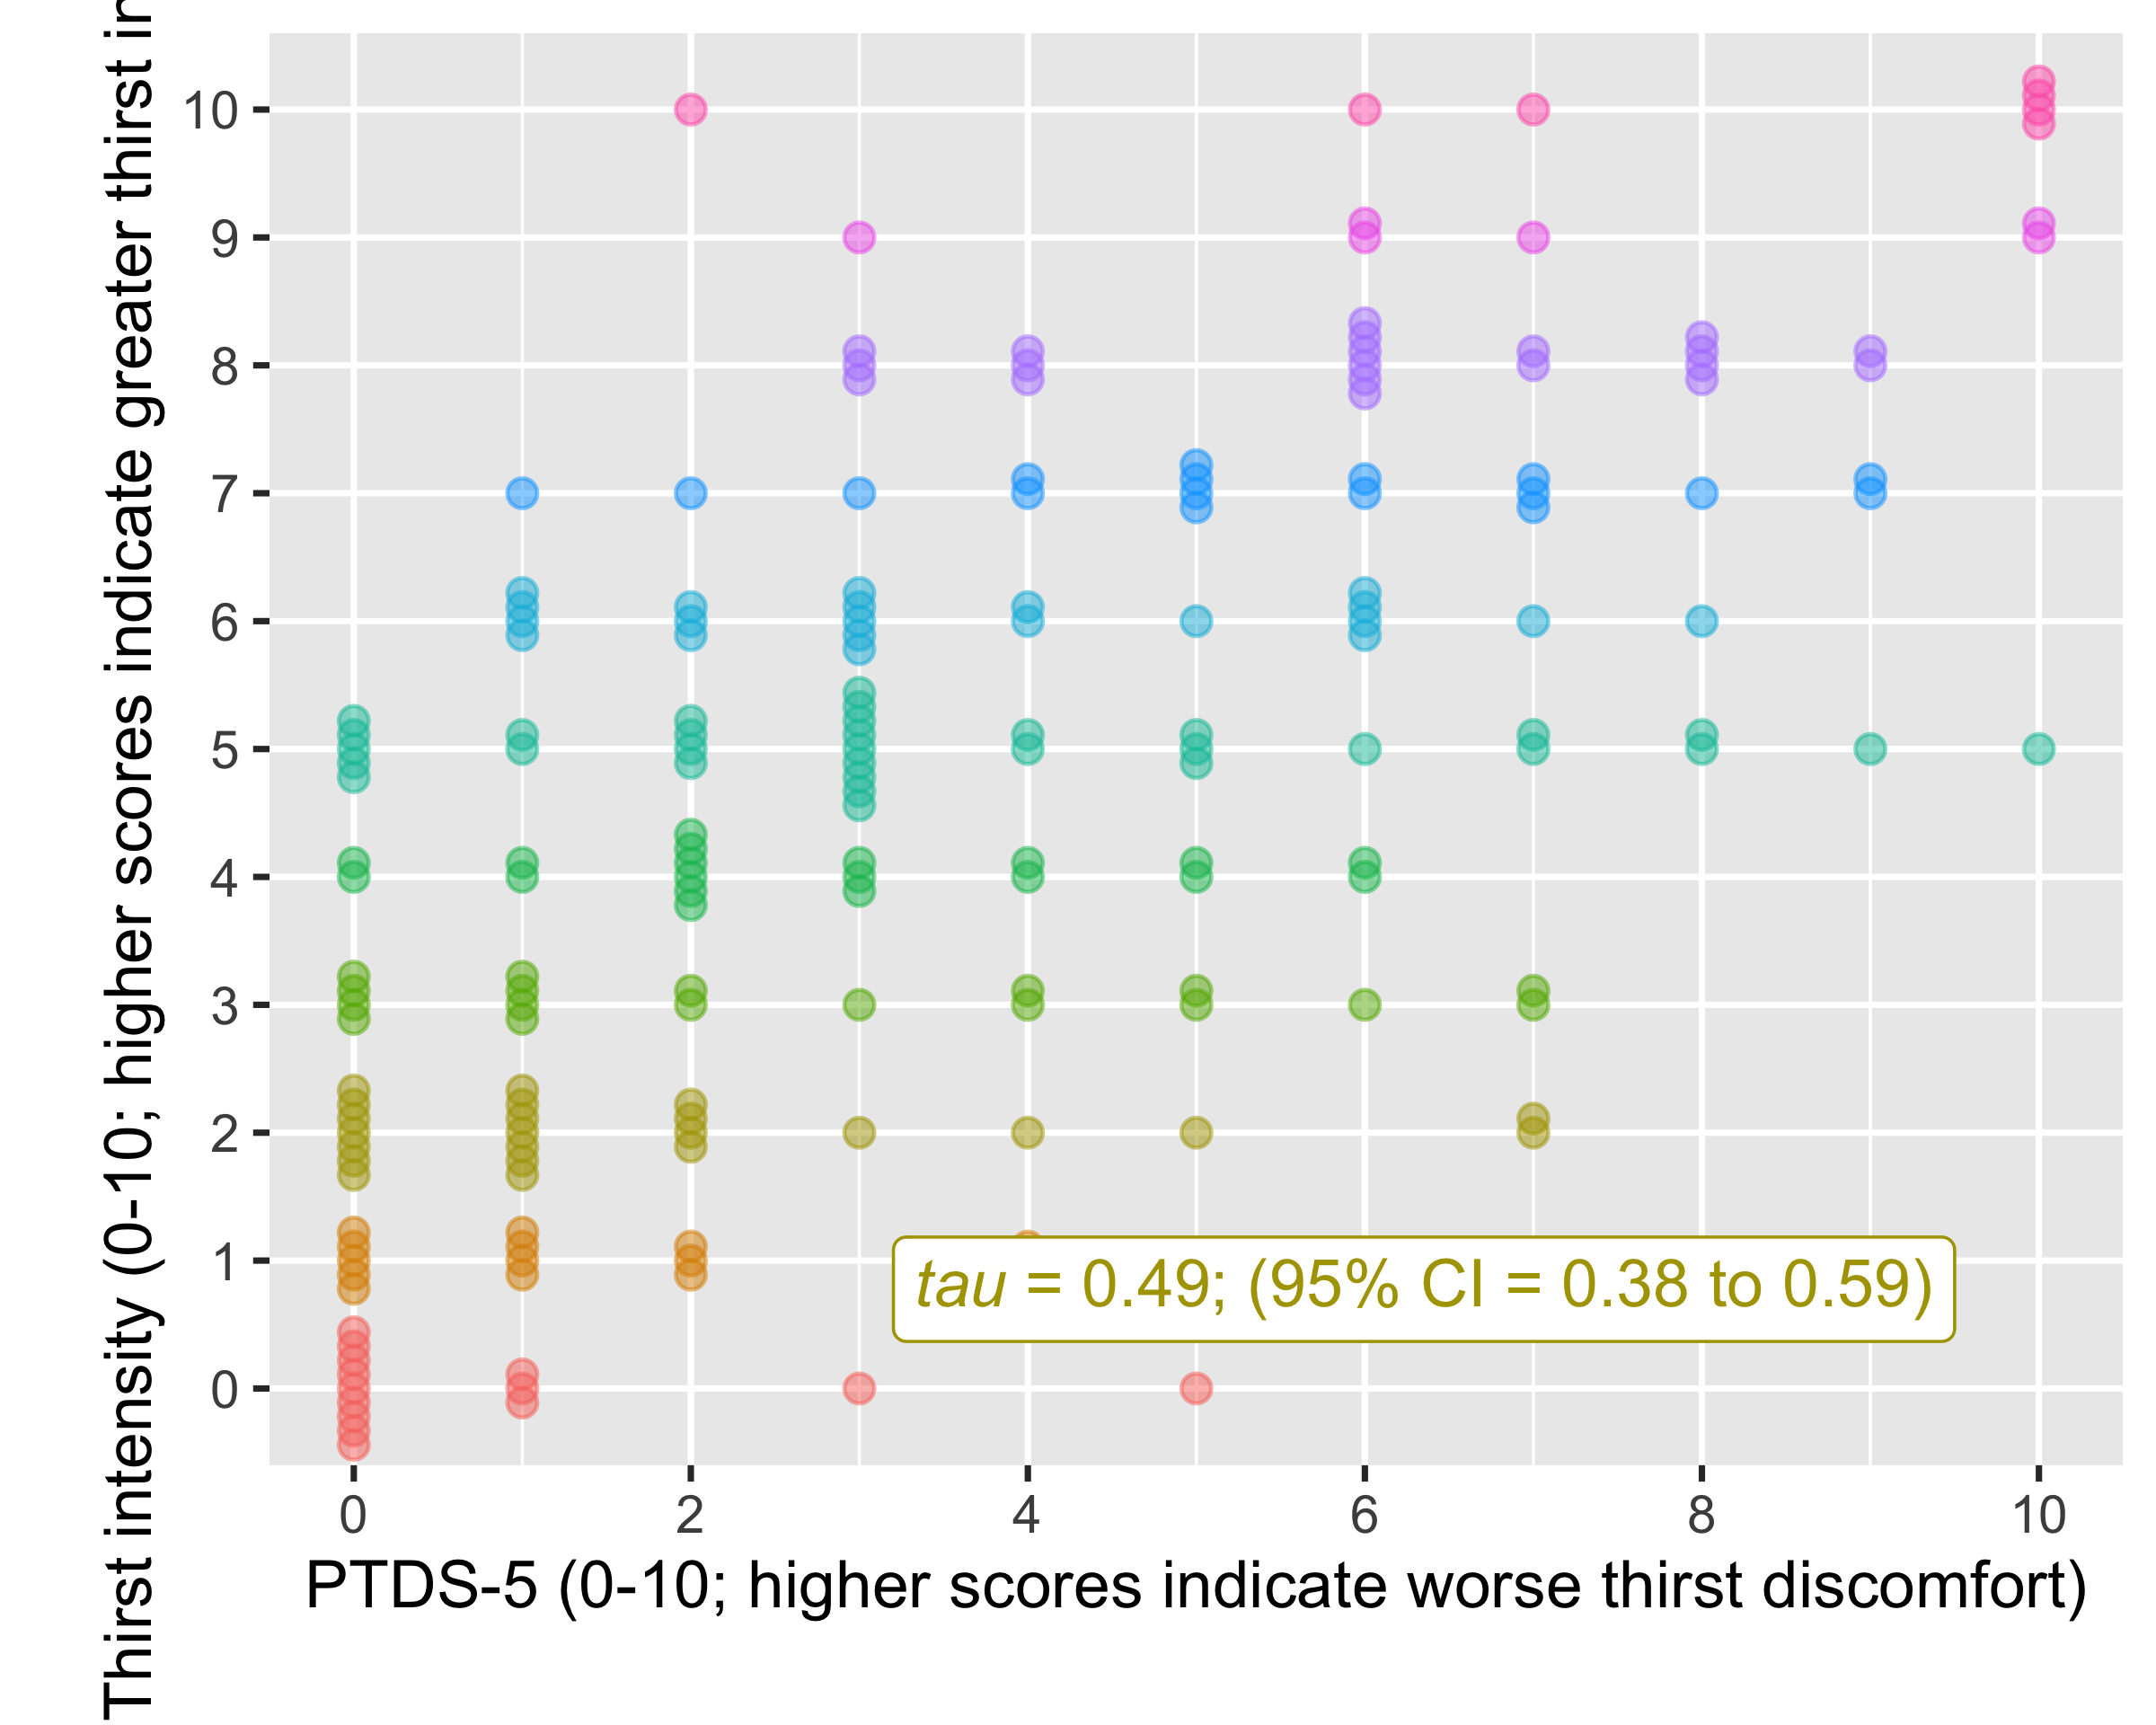 Thirst intensity (0-10; higher scores indicate greater thirst in
10
9
8
7
6
5
4
3
2
1
0
tau = 0.49; (95% CI = 0.38 to 0.59)
0 2 4 6 8 10
PTDS-5 (0-10; higher scores indicate worse thirst discomfort)